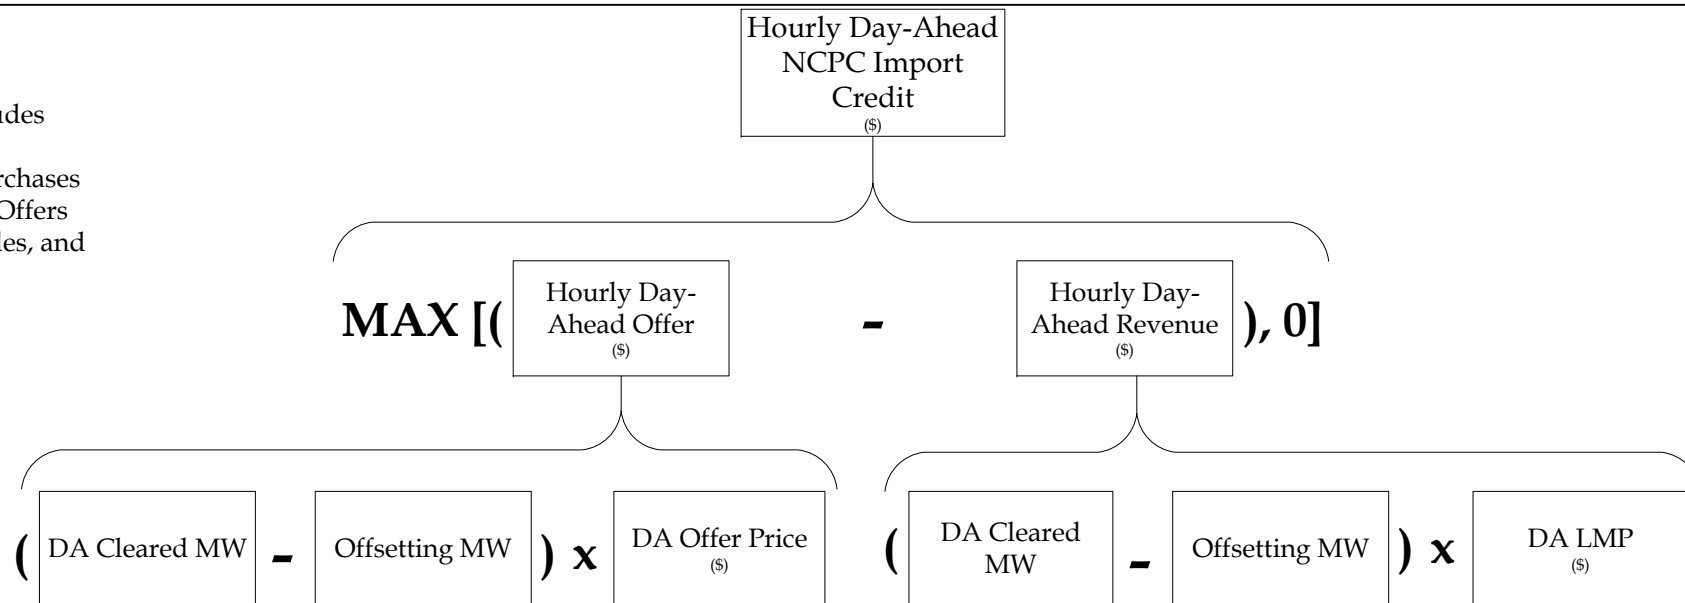 Hourly Day-Ahead
NCPC Import
Credit
($)
rchases
Offers
les, and
MAX [(
Hourly Day-
Ahead Offer
($)
-
Hourly Day-
Ahead Revenue
($)
), 0]
(
DA Cleared MW
-
Offsetting MW
) x
DA Offer Price
($)
(
DA Cleared
MW
-
Offsetting MW
) x
DA LMP
($)